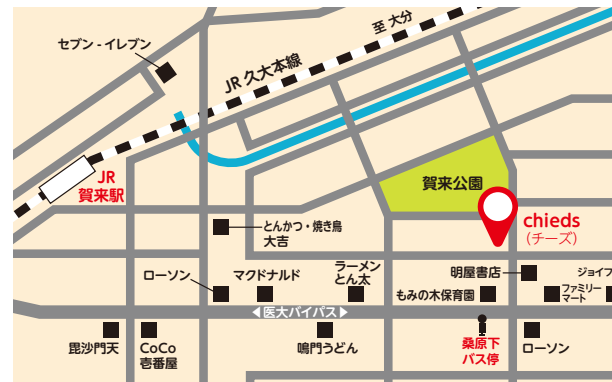 至 大分
セブン - イレブン
JR 久大本線
JR
賀来駅
賀来公園
chieds
(チーズ)
とんかつ・焼き鳥
大吉
ローソン
マクドナルド
ラーメン
とん太
明屋書店
ジョイフ
もみの木保育園
ファミリー
マート
医大バイパス
毘沙門天
CoCo
壱番屋
鳴門うどん
桑原下
バス停
ローソン